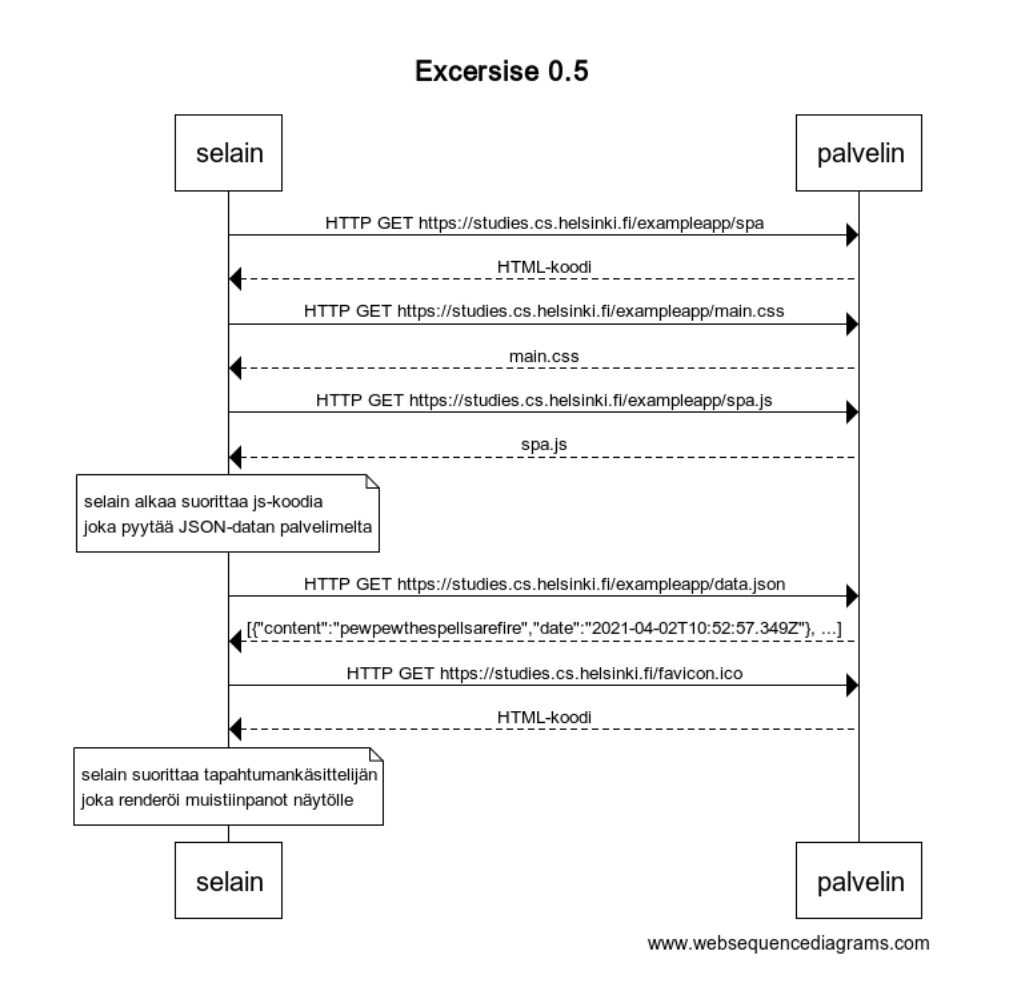 Excersise 0.5
selain
palvelin
HTTP GET https://studies.cs.helsinki.fi/exampleapp/spa
HTML-koodi
HTTP GET https://studies.cs.helsinki.fi/exampleapp/main.css
main.css
HTTP GET https://studies.cs.helsinki.fi/exampleapp/spa.js
spa.js
selain alkaa suorittaa js-koodia
joka pyytää JSON-datan palvelimelta
HTTP GET https://studies.cs.helsinki.fi/exampleapp/data.json
[{"content":"pewpewthespellsarefire","date":"2021-04-02T10:52:57.349Z"}, ...]
HTTP GET https://studies.cs.helsinki.fi/favicon.ico
HTML-koodi
selain suorittaa tapahtumankäsittelijän
joka renderöi muistiinpanot näytölle
selain
palvelin
www.websequencediagrams.com